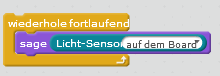 wiederhole fortlaufend
sage Licht-Sensor auf dem Board